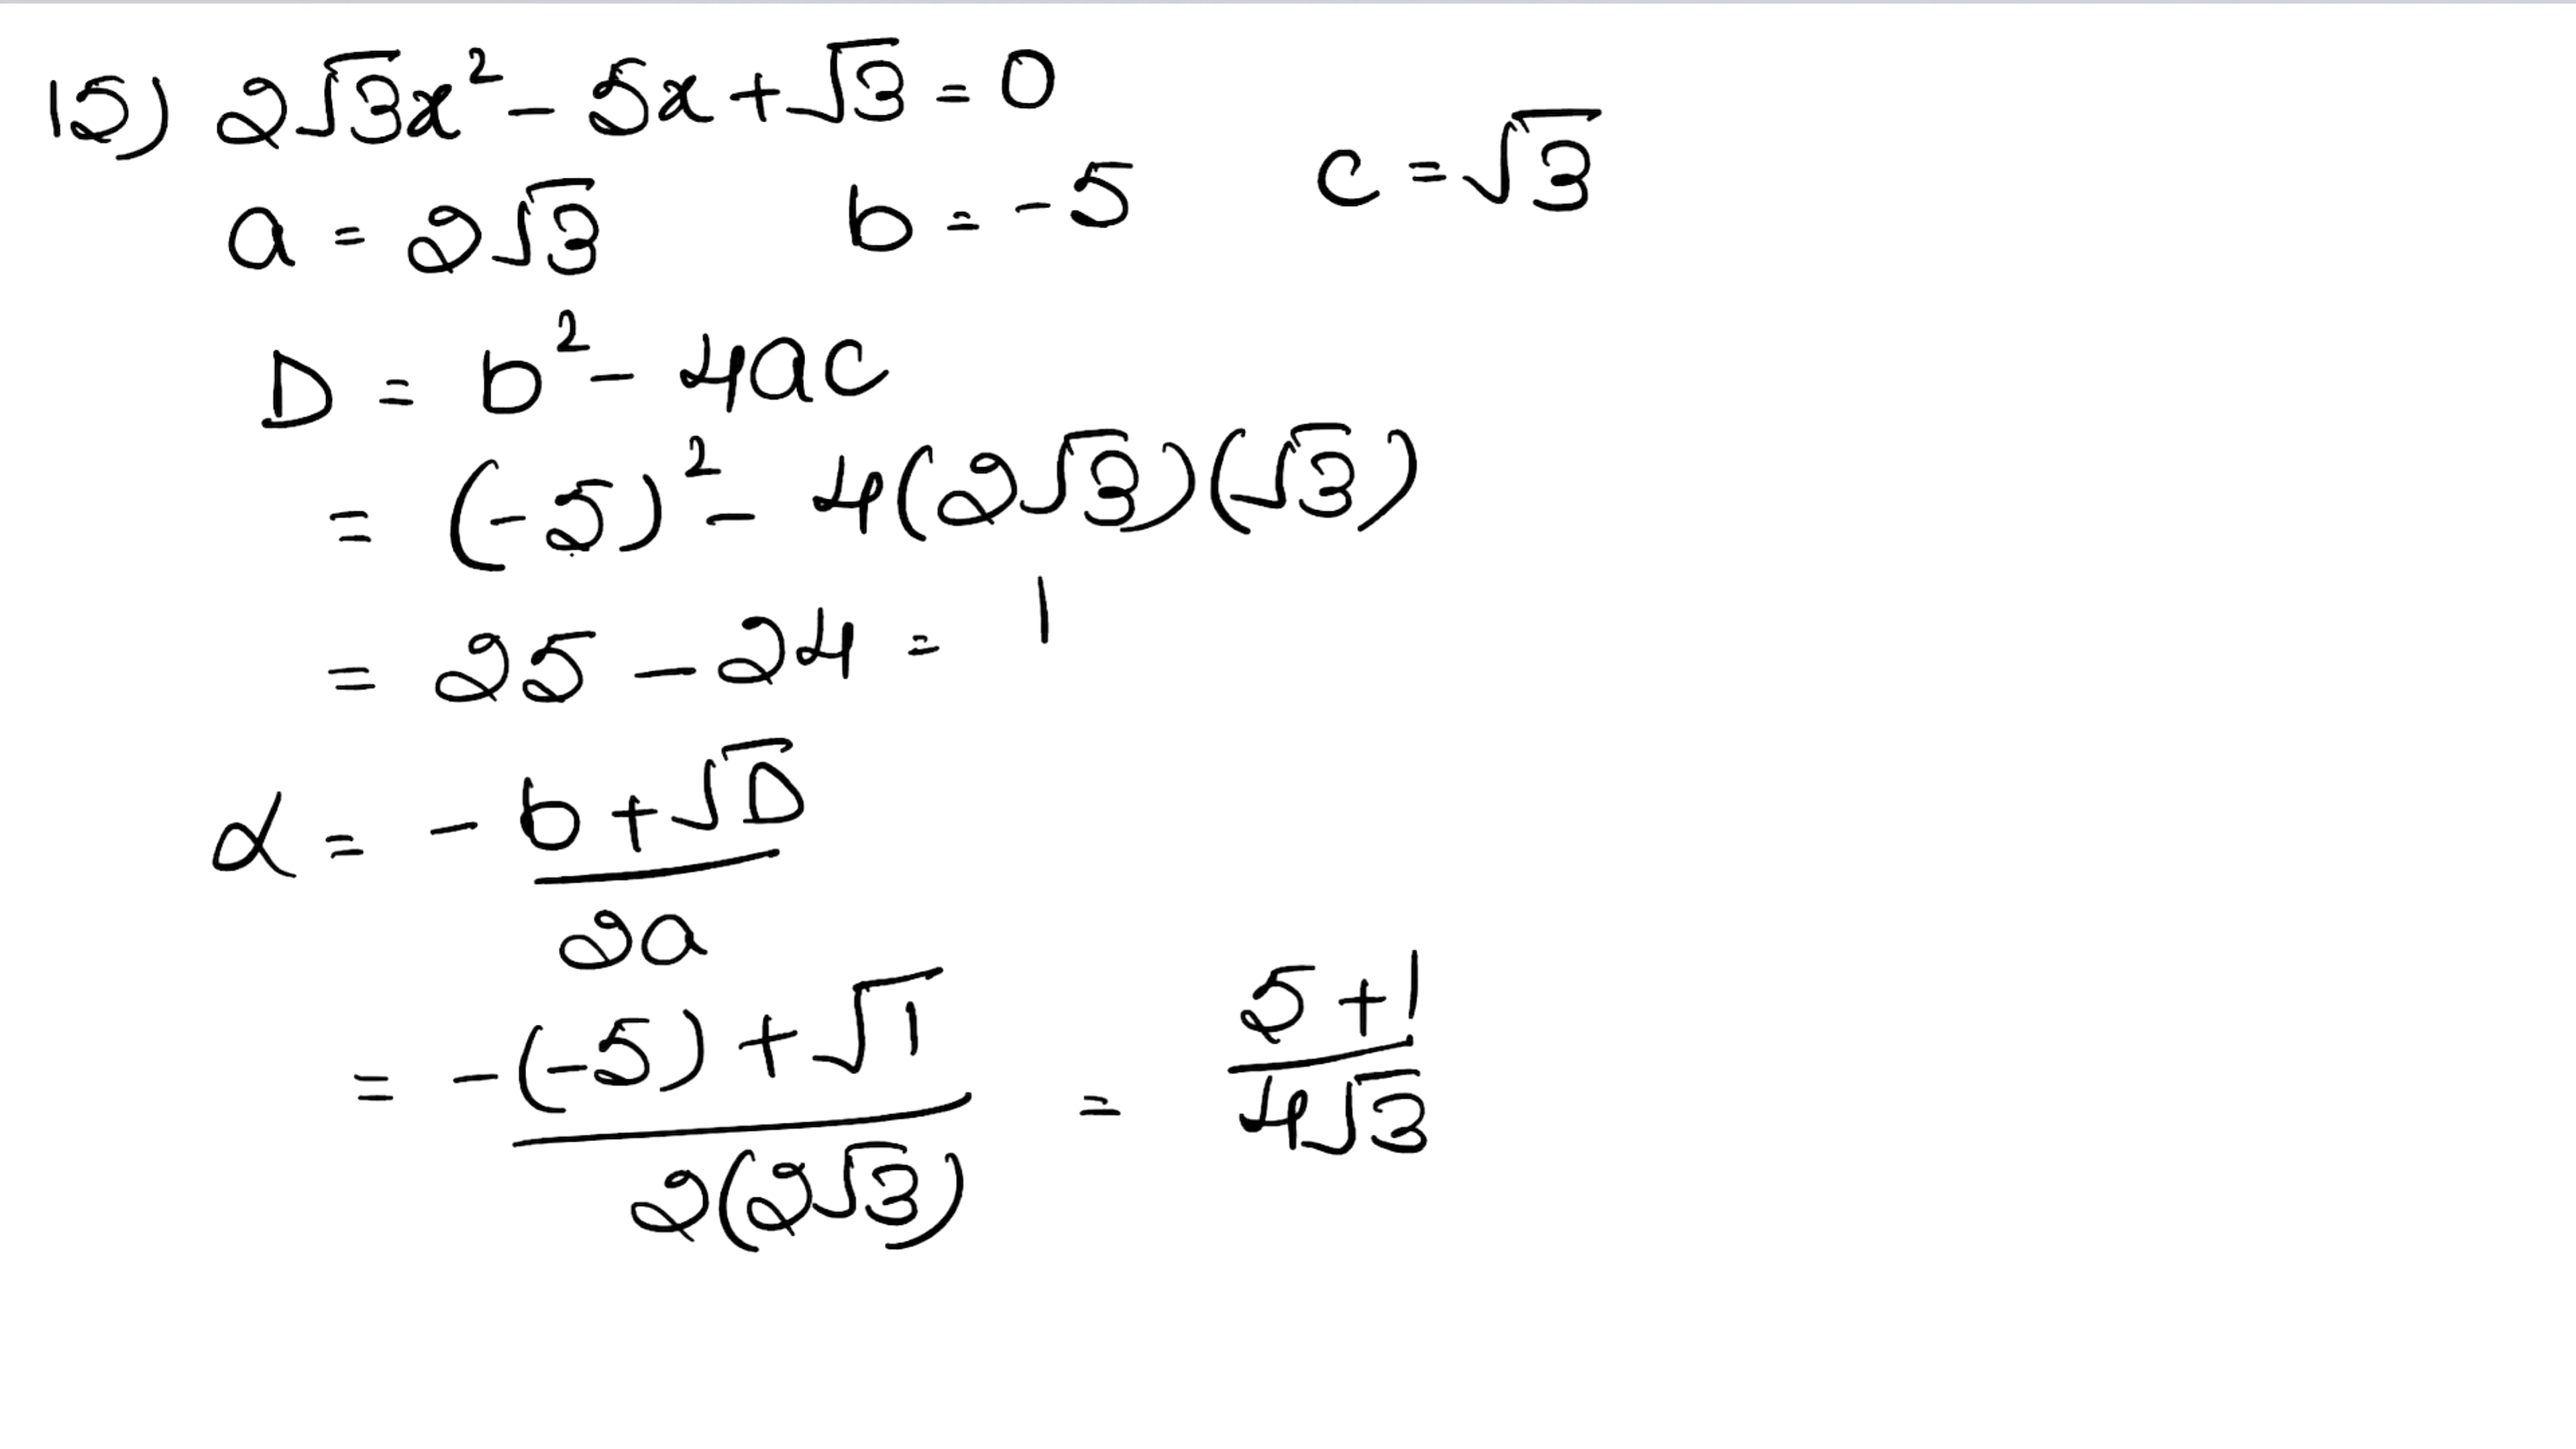 15) 2√3x² - 5x + √3 = 0
a = 2√3 b = -5 c = √3
D = b² - 4ac
= (-5)² - 4(2√3)(√3)
= 25 - 24 = 1
α = -b + √D / 2a
= -(-5) + √1 / 2(2√3) = 5 + 1 / 4√3